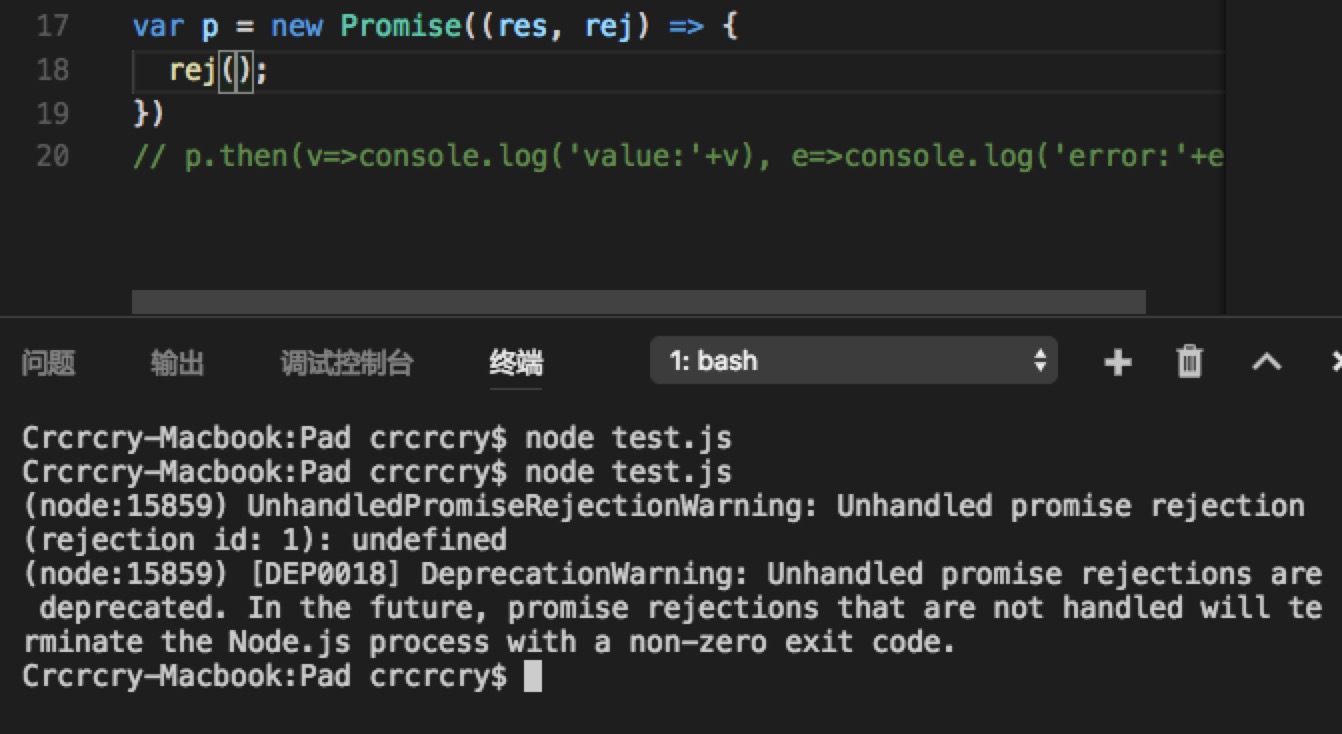 17 var p = new Promise((res, rej) => {
18 rej();
19 })
20 // p.then(v=>console.log('value:'+v), e=>console.log('error:'+e
问题 输出 调试控制台 终端 1: bash
Crcrcry-Macbook:Pad crcrcry$ node test.js
Crcrcry-Macbook:Pad crcrcry$ node test.js
(node:15859) UnhandledPromiseRejectionWarning: Unhandled promise rejection
(rejection id: 1): undefined
(node:15859) [DEP0018] DeprecationWarning: Unhandled promise rejections are
deprecated. In the future, promise rejections that are not handled will te
rminate the Node.js process with a non-zero exit code.
Crcrcry-Macbook:Pad crcrcry$